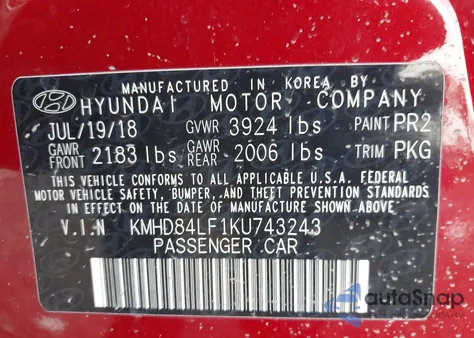 MANUFACTURED IN KOREA BY
HYUNDAI MOTOR COMPANY
JUL/19/18 GVWR 3924 lbs PAINT PR2
GAWR FRONT 2183 lbs GAWR REAR 2006 lbs TRIM PKG
THIS VEHICLE CONFORMS TO ALL APPLICABLE U.S.A. FEDERAL
MOTOR VEHICLE SAFETY, BUMPER, AND THEFT PREVENTION STANDARDS
IN EFFECT ON THE DATE OF MANUFACTURE SHOWN ABOVE.
V.I.N KMHD84LF1KU743243
PASSENGER CAR
autoSnap